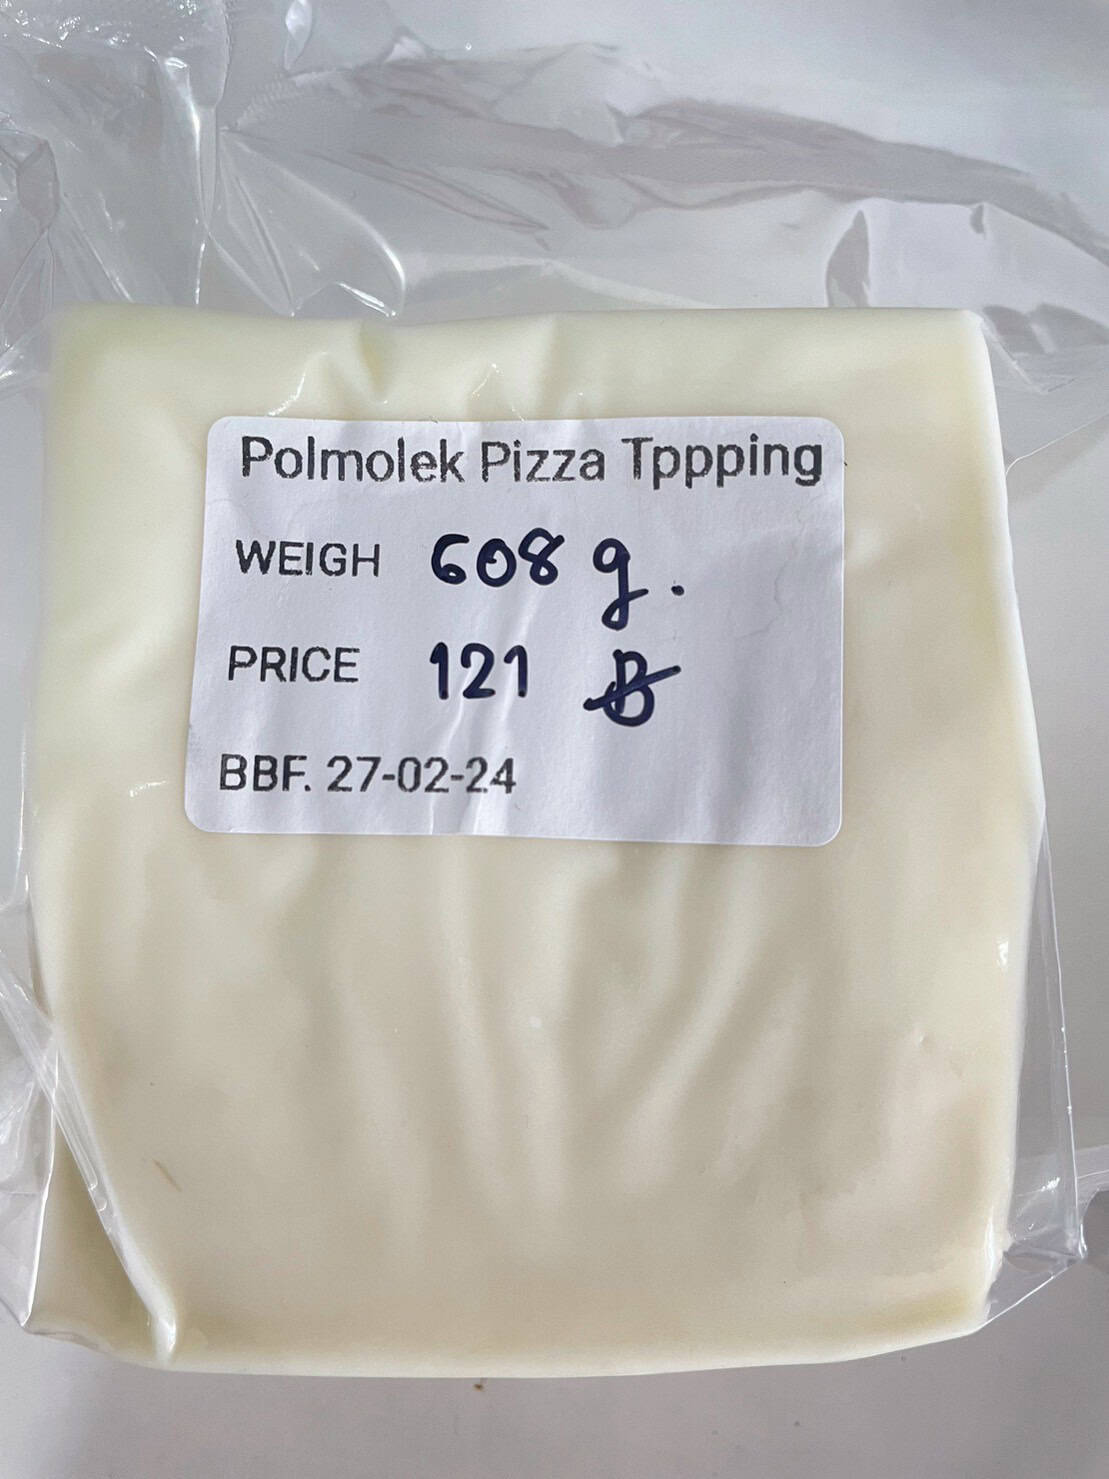 Polmolek Pizza Tppping
WEIGH 608 g.
PRICE 121 ฿
BBF. 27-02-24